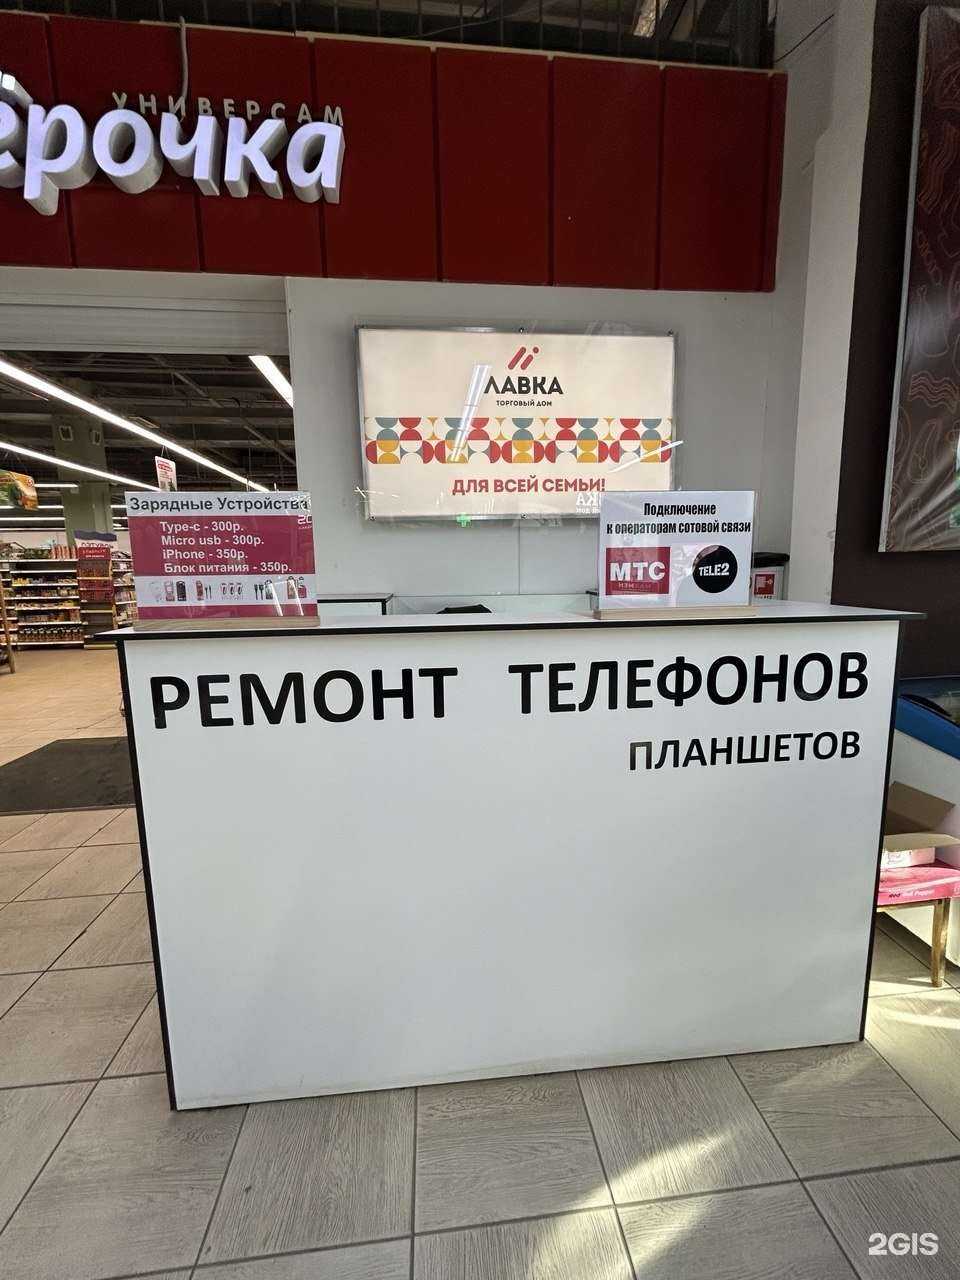 УНИВЕРСАМ
ёрочка
ЛАВКА
ТОРГОВЫЙ ДОМ
ДЛЯ ВСЕЙ СЕМЬИ!
Зарядные Устройства
Type-c - 300р.
Micro usb - 300р.
iPhone - 350р.
Блок питания - 350р.
Подключение
к операторам сотовой связи
МТС
TELE2
РЕМОНТ ТЕЛЕФОНОВ
ПЛАНШЕТОВ
2GIS